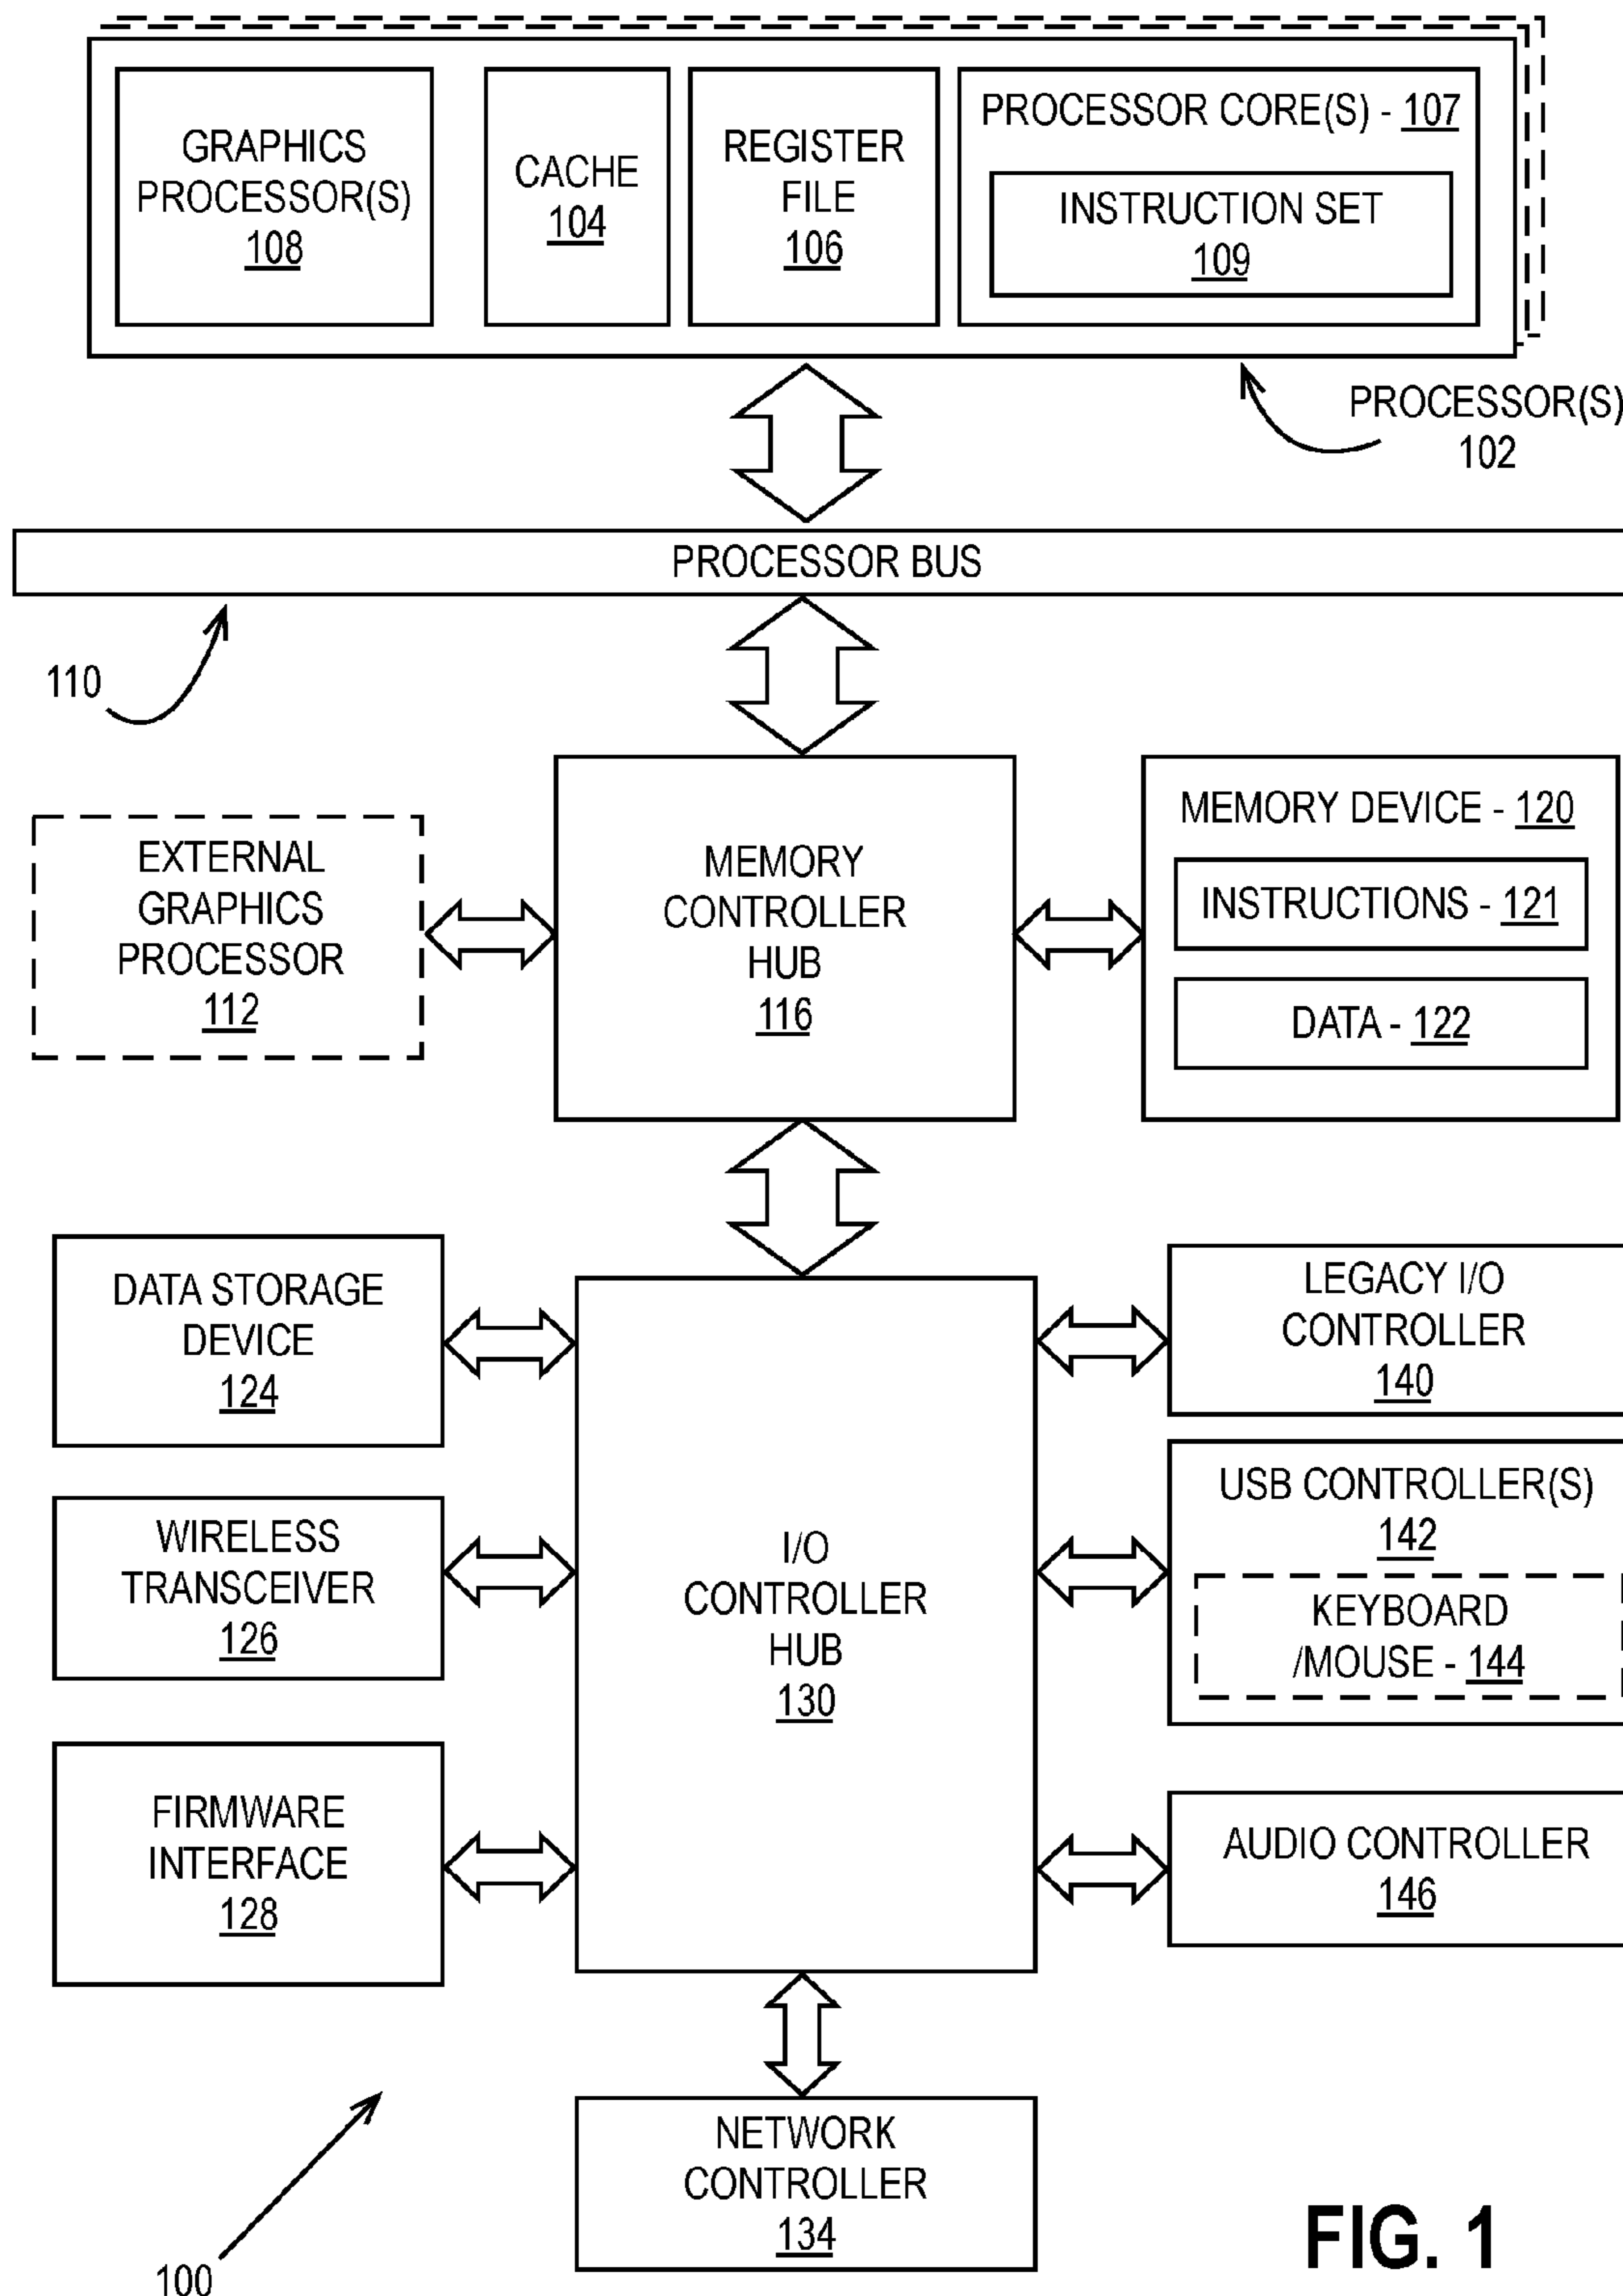 GRAPHICS
PROCESSOR(S)
108
CACHE
104
REGISTER
FILE
106
PROCESSOR CORE(S) - 107
INSTRUCTION SET
109
PROCESSOR(S)
102
PROCESSOR BUS
110
EXTERNAL
GRAPHICS
PROCESSOR
112
MEMORY
CONTROLLER
HUB
116
MEMORY DEVICE - 120
INSTRUCTIONS - 121
DATA - 122
DATA STORAGE
DEVICE
124
LEGACY I/O
CONTROLLER
140
WIRELESS
TRANSCEIVER
126
I/O
CONTROLLER
HUB
130
USB CONTROLLER(S)
142
KEYBOARD
/MOUSE - 144
FIRMWARE
INTERFACE
128
AUDIO CONTROLLER
146
NETWORK
CONTROLLER
134
100
FIG. 1